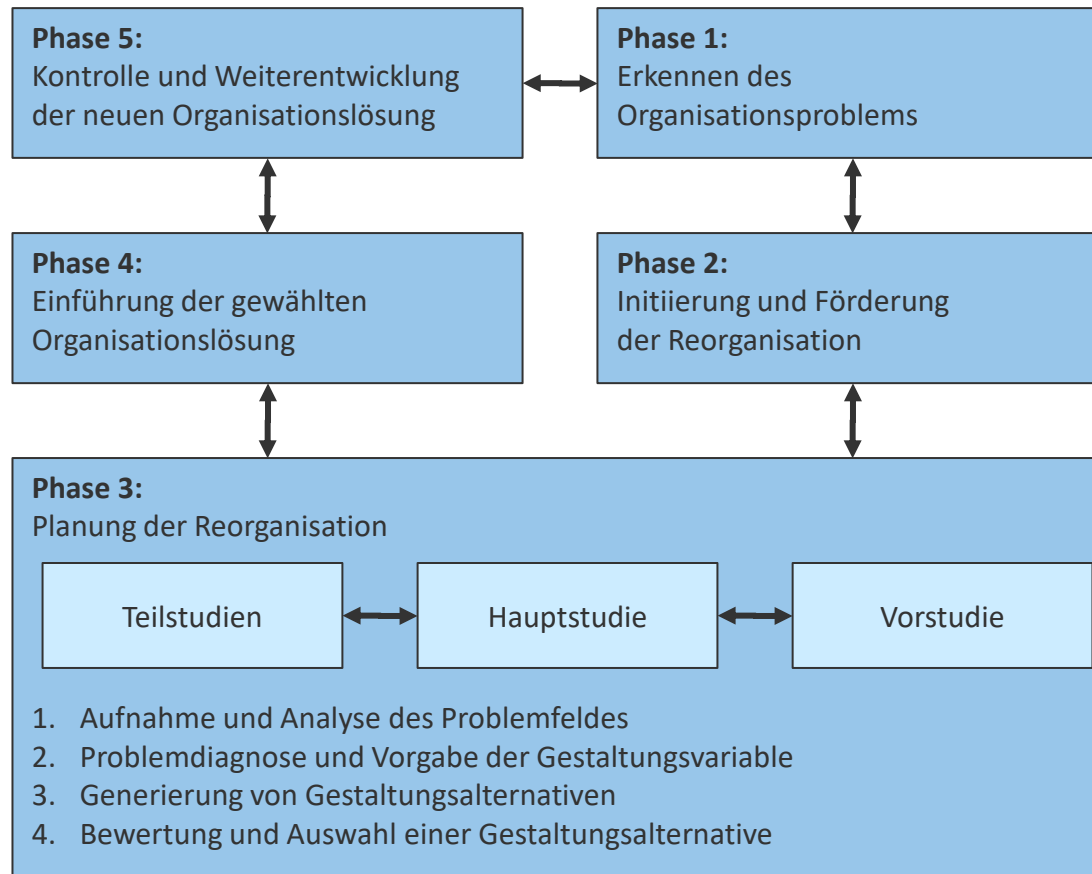 Phase 5:
Kontrolle und Weiterentwicklung
der neuen Organisationslösung
Phase 1:
Erkennen des
Organisationsproblems
Phase 4:
Einführung der gewählten
Organisationslösung
Phase 2:
Initiierung und Förderung
der Reorganisation
Phase 3:
Planung der Reorganisation
Teilstudien
Hauptstudie
Vorstudie
1. Aufnahme und Analyse des Problemfeldes
2. Problemdiagnose und Vorgabe der Gestaltungsvariable
3. Generierung von Gestaltungsalternativen
4. Bewertung und Auswahl einer Gestaltungsalternative